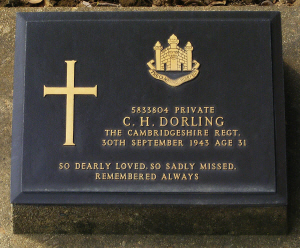 5833804 PRIVATE
C. H. DORLING
THE CAMBRIDGESHIRE REGT.
30TH SEPTEMBER 1943 AGE 31
SO DEARLY LOVED, SO SADLY MISSED,
REMEMBERED ALWAYS